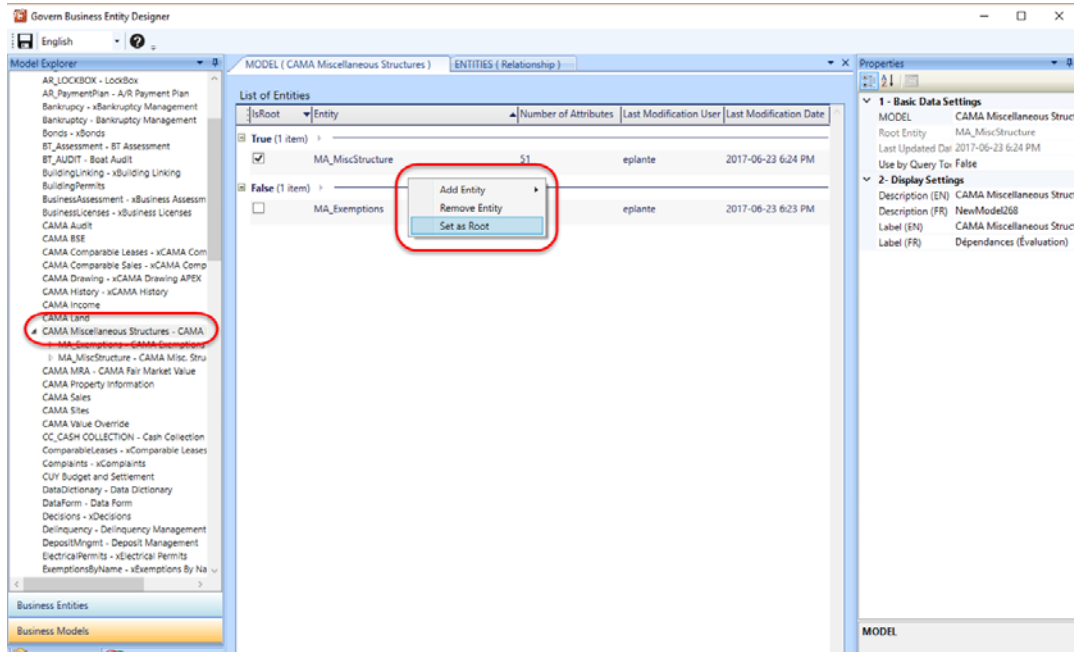 Govern Business Entity Designer
English
Model Explorer
AR_LOCKBOX - LockBox
AR_PaymentPlan - A/R Payment Plan
Bankrupcy - xBankruptcy Management
Bankruptcy - Bankruptcy Management
Bonds - xBonds
BT_Assessment - BT Assessment
BT_AUDIT - Boat Audit
BuildingLinking - xBuilding Linking
BuildingPermits
BusinessAssessment - xBusiness Assessm
BusinessLicenses - xBusiness Licenses
CAMA Audit
CAMA BSE
CAMA Comparable Leases - xCAMA Com
CAMA Comparable Sales - xCAMA Comp
CAMA Drawing - xCAMA Drawing APEX
CAMA History - xCAMA History
CAMA Income
CAMA Land
CAMA Miscellaneous Structures - CAMA
MA_Exemptions - CAMA Exemptions
MA_MiscStructure - CAMA Misc. Stru
CAMA MRA - CAMA Fair Market Value
CAMA Property Information
CAMA Sales
CAMA Sites
CAMA Value Override
CC_CASH COLLECTION - Cash Collection
ComparableLeases - xComparable Leases
Complaints - xComplaints
CUY Budget and Settlement
DataDictionary - Data Dictionary
DataForm - Data Form
Decisions - xDecisions
Delinquency - Delinquency Management
DepositMngmt - Deposit Management
ElectricalPermits - xElectrical Permits
ExemptionsByName - xExemptions By Na
Business Entities
Business Models
MODEL ( CAMA Miscellaneous Structures ) ENTITIES ( Relationship )
List of Entities
IsRoot Entity Number of Attributes Last Modification User Last Modification Date
True (1 item)
MA_MiscStructure 51 eplante 2017-06-23 6:24 PM
False (1 item)
MA_Exemptions eplante 2017-06-23 6:23 PM
Add Entity
Remove Entity
Set as Root
Properties
1 - Basic Data Settings
MODEL CAMA Miscellaneous Struct
Root Entity MA_MiscStructure
Last Updated Dat 2017-06-23 6:24 PM
Use by Query Too False
2- Display Settings
Description (EN) CAMA Miscellaneous Struct
Description (FR) NewModel268
Label (EN) CAMA Miscellaneous Struct
Label (FR) Dépendances (Évaluation)
MODEL